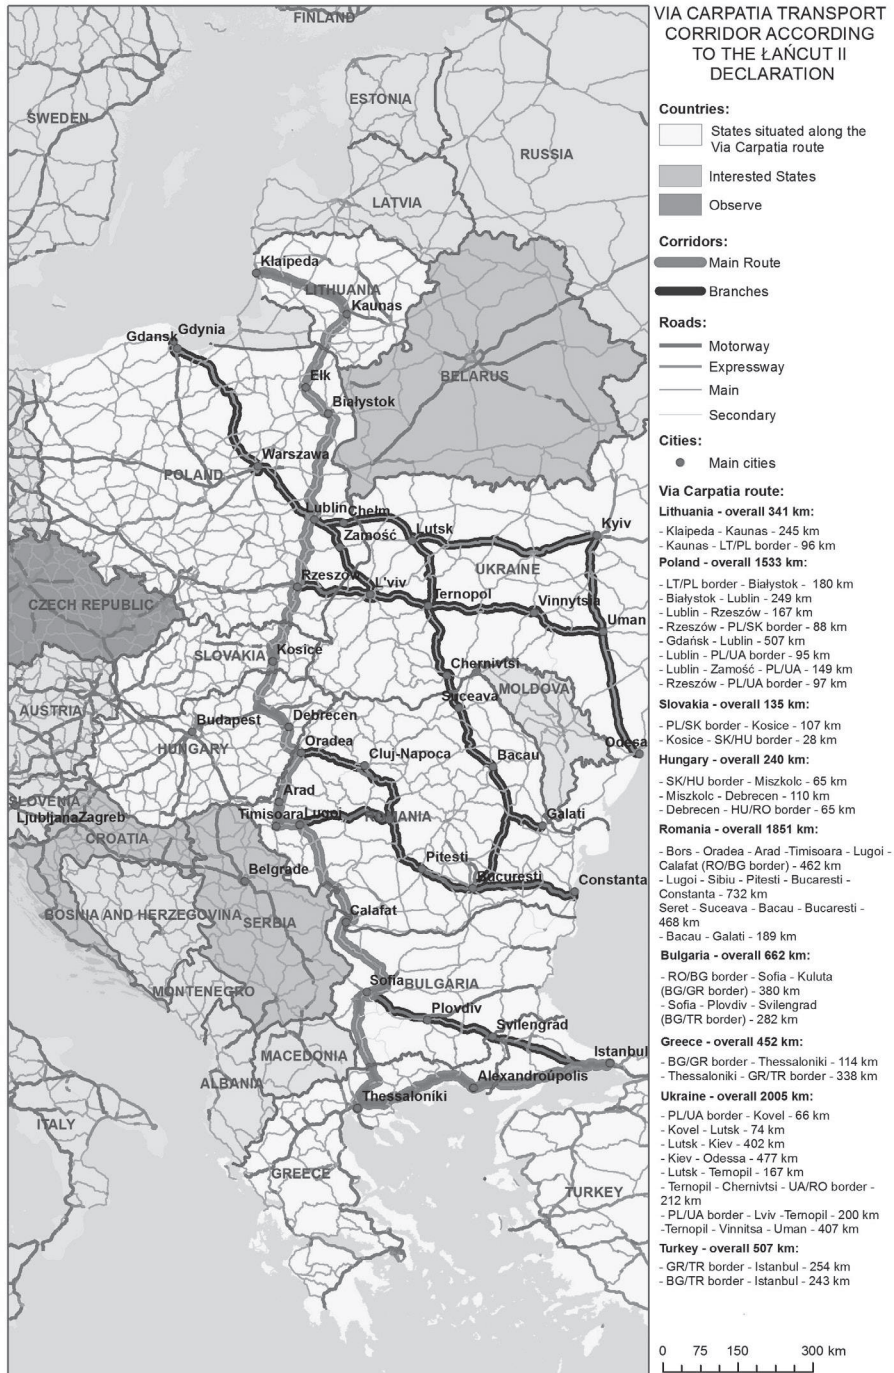 VIA CARPATIA TRANSPORT
CORRIDOR ACCORDING
TO THE ŁAŃCUT II
DECLARATION
Countries:
States situated along the
Via Carpatia route
Interested States
Observe
Corridors:
Main Route
Branches
Roads:
Motorway
Expressway
Main
Secondary
Cities:
Main cities
Via Carpatia route:
Lithuania - overall 341 km:
- Klaipeda - Kaunas - 245 km
- Kaunas - LT/PL border - 96 km
Poland - overall 1533 km:
- LT/PL border - Białystok - 180 km
- Białystok - Lublin - 249 km
- Lublin - Rzeszów - 167 km
- Rzeszów - PL/SK border - 88 km
- Gdańsk - Lublin - 507 km
- Lublin - PL/UA border - 95 km
- Lublin - Zamość - PL/UA - 149 km
- Rzeszów - PL/UA border - 97 km
Slovakia - overall 135 km:
- PL/SK border - Kosice - 107 km
- Kosice - SK/HU border - 28 km
Hungary - overall 240 km:
- SK/HU border - Miszkolc - 65 km
- Miszkolc - Debrecen - 110 km
- Debrecen - HU/RO border - 65 km
Romania - overall 1851 km:
- Bors - Oradea - Arad -Timisoara - Lugoi -
Calafat (RO/BG border) - 462 km
- Lugoi - Sibiu - Pitesti - Bucaresti -
Constanta - 732 km
Seret - Suceava - Bacau - Bucaresti -
468 km
- Bacau - Galati - 189 km
Bulgaria - overall 662 km:
- RO/BG border - Sofia - Kuluta
(BG/GR border) - 380 km
- Sofia - Plovdiv - Svilengrad
(BG/TR border) - 282 km
Greece - overall 452 km:
- BG/GR border - Thessaloniki - 114 km
- Thessaloniki - GR/TR border - 338 km
Ukraine - overall 2005 km:
- PL/UA border - Kovel - 66 km
- Kovel - Lutsk - 74 km
- Lutsk - Kiev - 402 km
- Kiev - Odessa - 477 km
- Lutsk - Ternopil - 167 km
- Ternopil - Chernivtsi - UA/RO border -
212 km
- PL/UA border - Lviv -Ternopil - 200 km
-Ternopil - Vinnitsa - Uman - 407 km
Turkey - overall 507 km:
- GR/TR border - Istanbul - 254 km
- BG/TR border - Istanbul - 243 km
0 75 150 300 km
FINLAND
SWEDEN
ESTONIA
RUSSIA
LATVIA
Klaipeda
LITHUANIA
Kaunas
Gdynia
Gdansk
Ełk
BELARUS
Białystok
Warszawa
POLAND
Lublin
Chełm
Zamość
Lutsk
Kyiv
UKRAINE
Rzeszów
L'viv
Ternopol
Vinnytsia
CZECH REPUBLIC
Uman
Kosice
SLOVAKIA
Chernivtsi
MOLDOVA
Suceava
AUSTRIA
Budapest
Debrecen
HUNGARY
Oradea
Cluj-Napoca
Bacau
Odesa
Arad
SLOVENIA
Ljubljana
Zagreb
Timisoara
Lugoi
ROMANIA
Galati
CROATIA
Pitesti
Belgrade
Bucuresti
Constanta
BOSNIA AND HERZEGOVINA
SERBIA
Calafat
Sofia
BULGARIA
MONTENEGRO
Plovdiv
Svilengrad
MACEDONIA
Istanbul
ALBANIA
Alexandroupolis
Thessaloniki
ITALY
GREECE
TURKEY